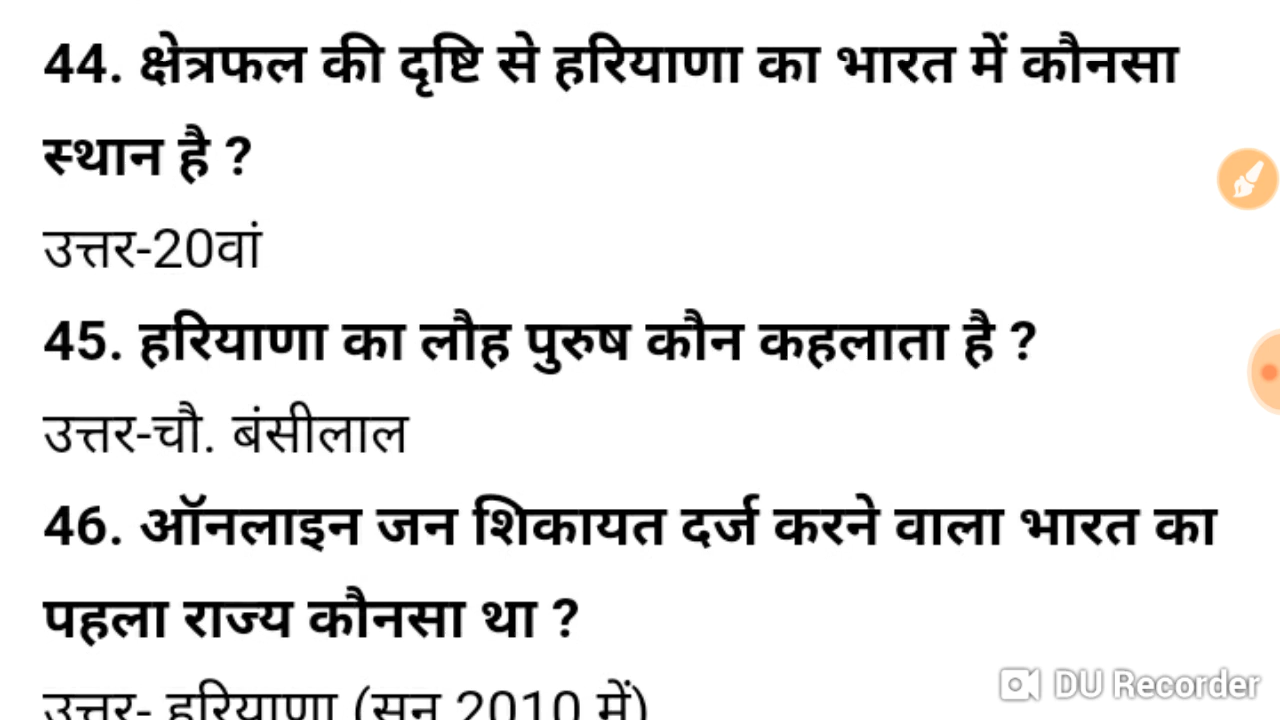 44. क्षेत्रफल की दृष्टि से हरियाणा का भारत में कौनसा
स्थान है ?
उत्तर-20वां
45. हरियाणा का लौह पुरुष कौन कहलाता है ?
उत्तर-चौ. बंसीलाल
46. ऑनलाइन जन शिकायत दर्ज करने वाला भारत का
पहला राज्य कौनसा था ?
उत्तर- हरियाणा (सन 2010 में)
DU Recorder